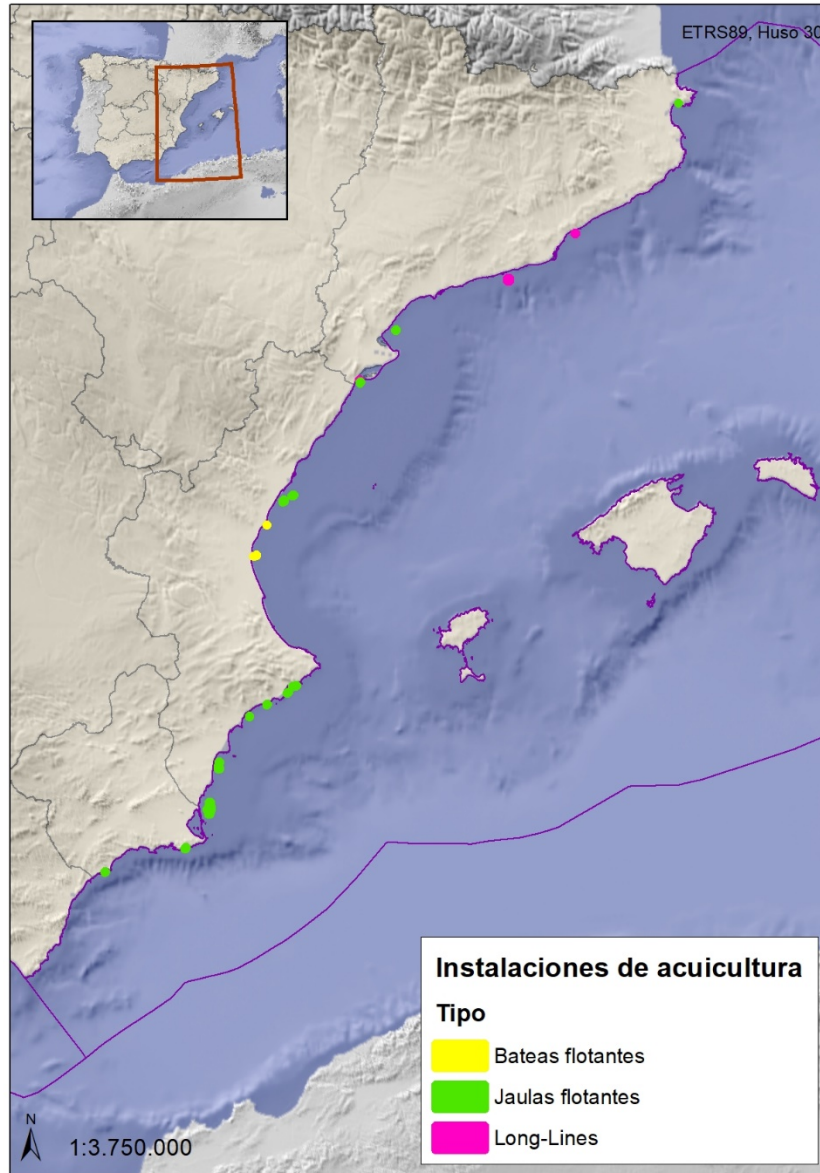 ETRS89, Huso 30
Instalaciones de acuicultura
Tipo
Bateas flotantes
Jaulas flotantes
Long-Lines
N
1:3.750.000